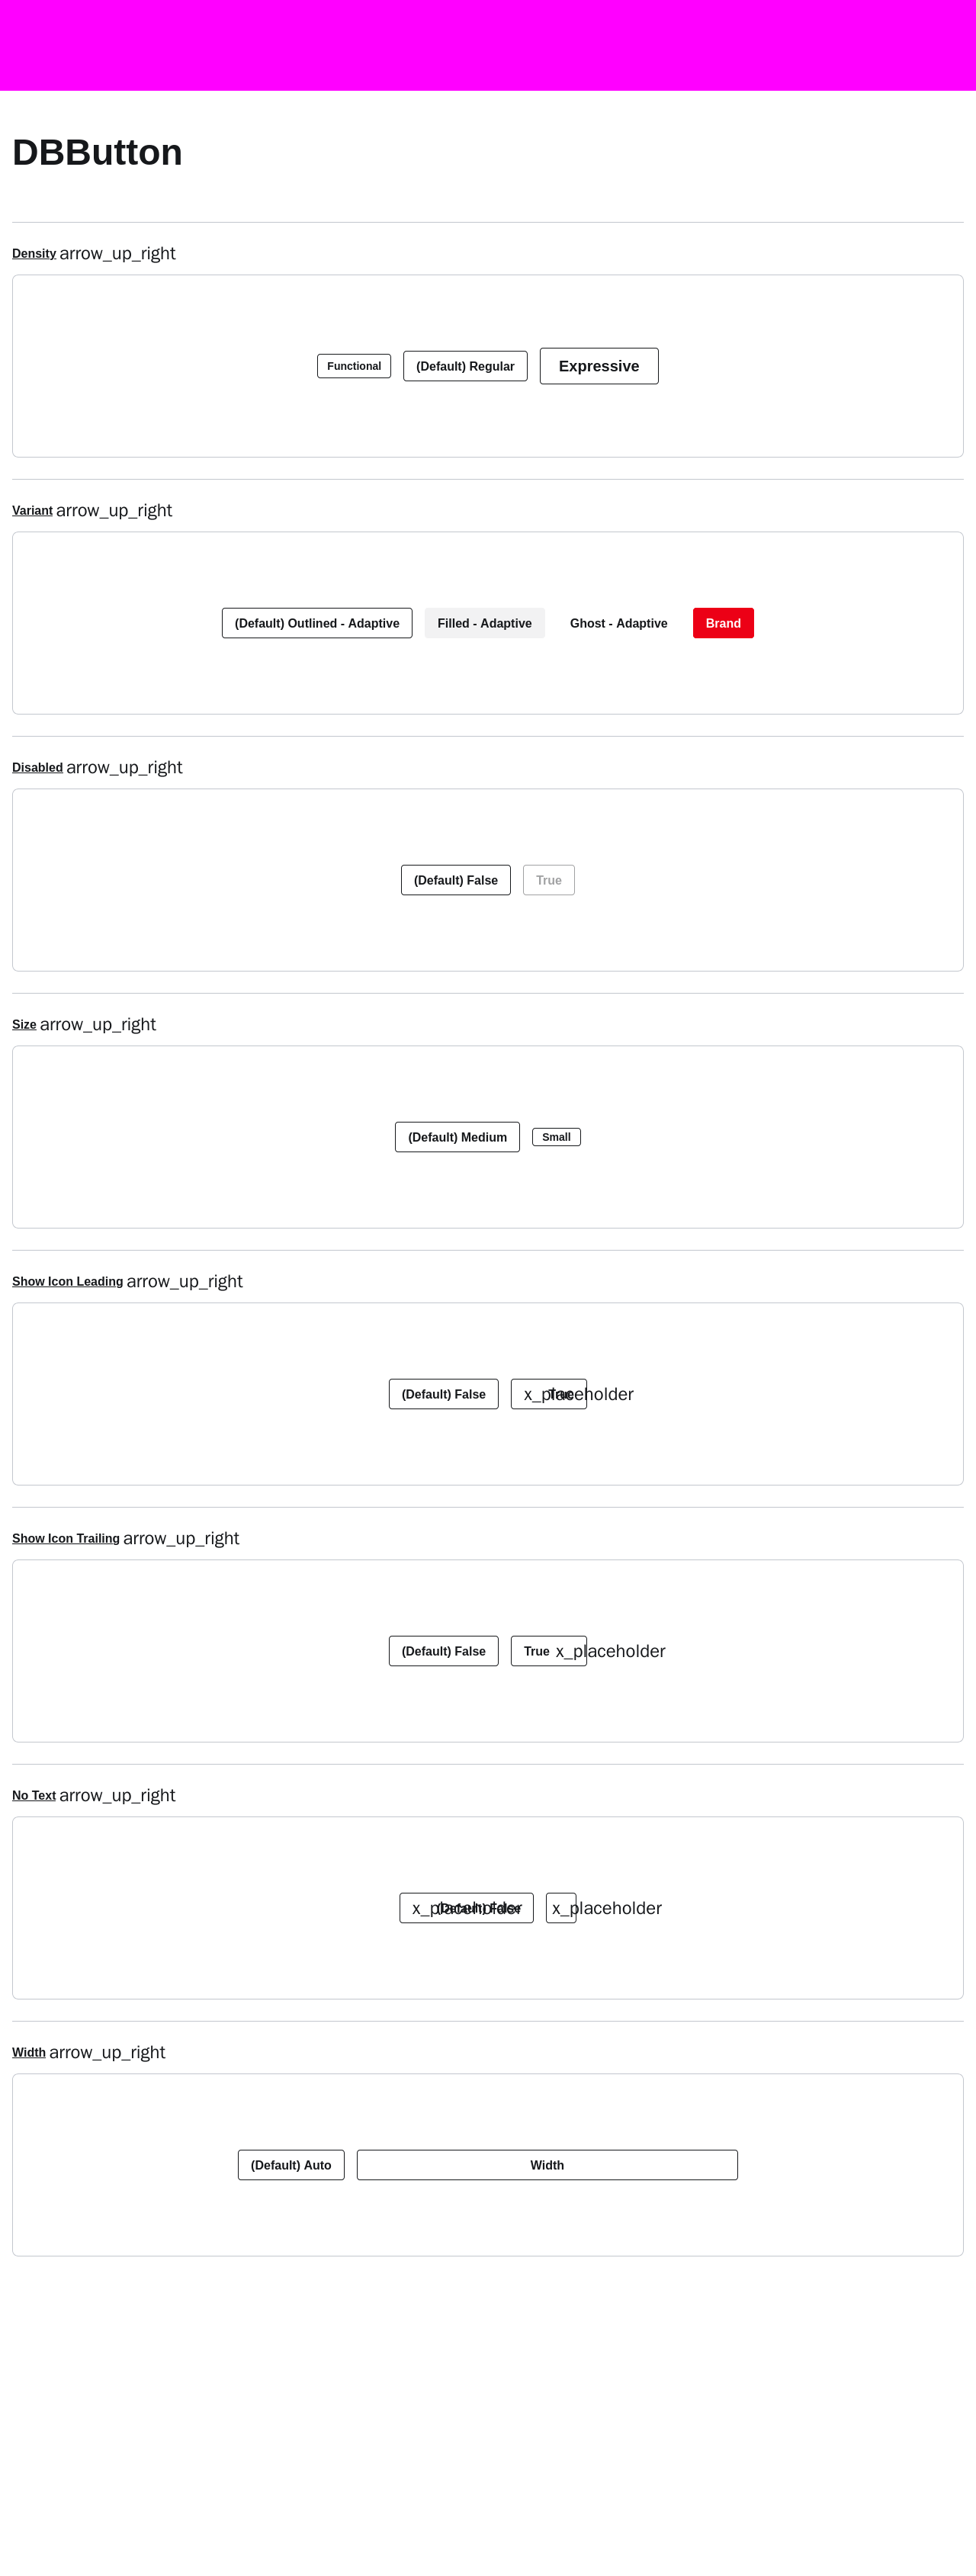 DBButton
Density arrow_up_right
Functional (Default) Regular Expressive
Variant arrow_up_right
(Default) Outlined - Adaptive Filled - Adaptive Ghost - Adaptive Brand
Disabled arrow_up_right
(Default) False True
Size arrow_up_right
(Default) Medium Small
Show Icon Leading arrow_up_right
(Default) False x_placeholder True
Show Icon Trailing arrow_up_right
(Default) False True x_placeholder
No Text arrow_up_right
x_placeholder (Default) False x_placeholder
Width arrow_up_right
(Default) Auto Width